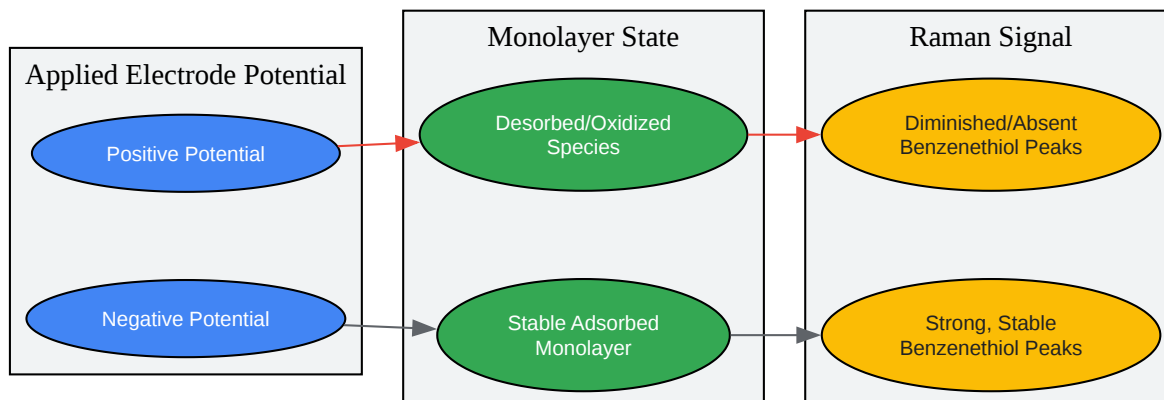 Applied Electrode Potential
Positive Potential
Negative Potential
Monolayer State
Desorbed/Oxidized
Species
Stable Adsorbed
Monolayer
Raman Signal
Diminished/Absent
Benzenethiol Peaks
Strong, Stable
Benzenethiol Peaks